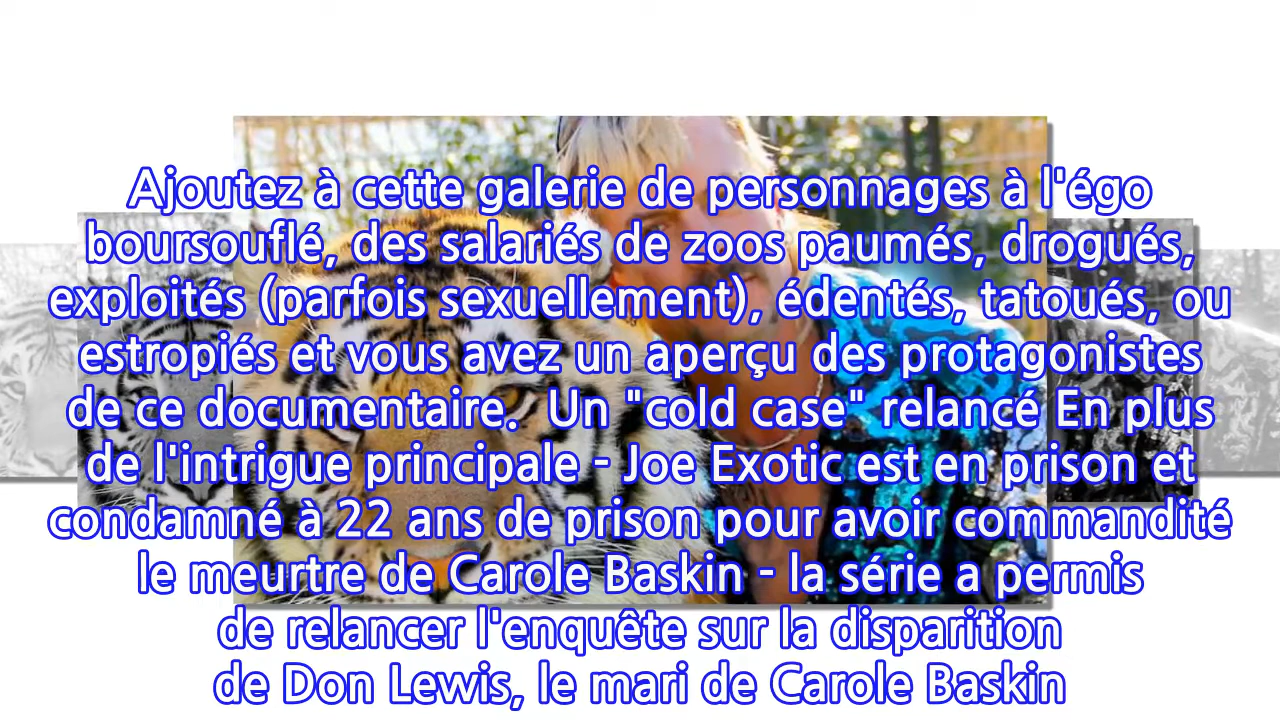 Ajoutez à cette galerie de personnages à l'égo
boursouflé, des salariés de zoos paumés, drogués,
exploités (parfois sexuellement), édentés, tatoués, ou
estropiés et vous avez un aperçu des protagonistes
de ce documentaire. Un "cold case" relancé En plus
de l'intrigue principale - Joe Exotic est en prison et
condamné à 22 ans de prison pour avoir commandité
le meurtre de Carole Baskin - la série a permis
de relancer l'enquête sur la disparition
de Don Lewis, le mari de Carole Baskin